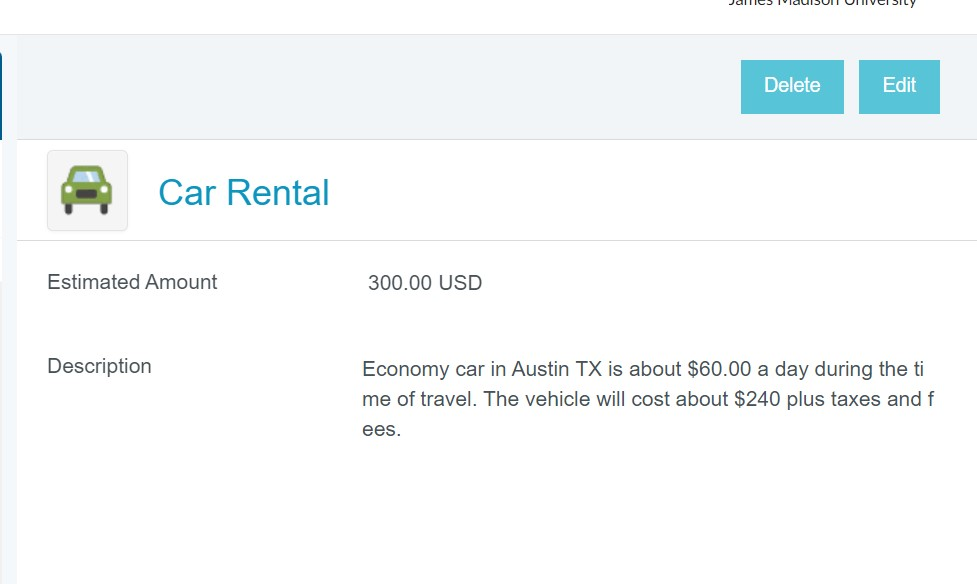 James Madison University
Delete
Edit
Car Rental
Estimated Amount
300.00 USD
Description
Economy car in Austin TX is about $60.00 a day during the ti
me of travel. The vehicle will cost about $240 plus taxes and f
ees.